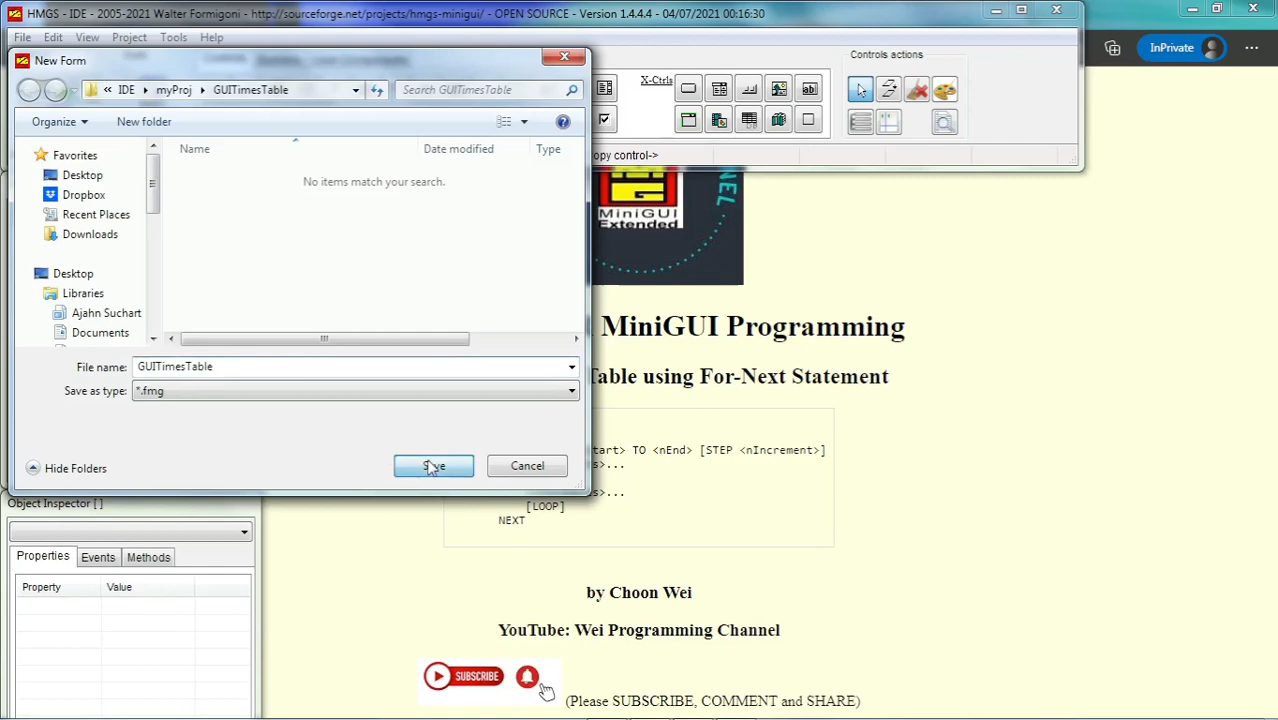 HMGS - IDE - 2005-2021 Walter Formigoni - http://sourceforge.net/projects/hmgs-minigui/ - OPEN SOURCE - Version 1.4.4.4 - 04/07/2021 00:16:30
File Edit View Project Tools Help
InPrivate
New Form
Controls actions
X-Ctrls
IDE myProj GUITimesTable
Search GUITimesTable
Organize New folder
opy control->
Name Date modified Type
No items match your search.
Favorites
Desktop
Dropbox
Recent Places
Downloads
Desktop
Libraries
Ajahn Suchart
Documents
NEL
MiniGUI
Extended
MiniGUI Programming
Table using For-Next Statement
File name: GUITimesTable
Save as type: *.fmg
Hide Folders
Save Cancel
tart> TO <nEnd> [STEP <nIncrement>]
s>...
s>...
[LOOP]
NEXT
Object Inspector [ ]
Properties Events Methods
Property Value
by Choon Wei
YouTube: Wei Programming Channel
SUBSCRIBE
(Please SUBSCRIBE, COMMENT and SHARE)